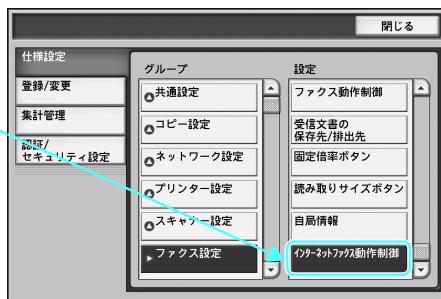 閉じる
仕様設定
登録/変更
集計管理
認証/
セキュリティ設定
グループ
共通設定
コピー設定
ネットワーク設定
プリンター設定
スキャナー設定
ファクス設定
設定
ファクス動作制御
受信文書の
保存先/排出先
固定倍率ボタン
読み取りサイズボタン
自局情報
インターネットファクス動作制御